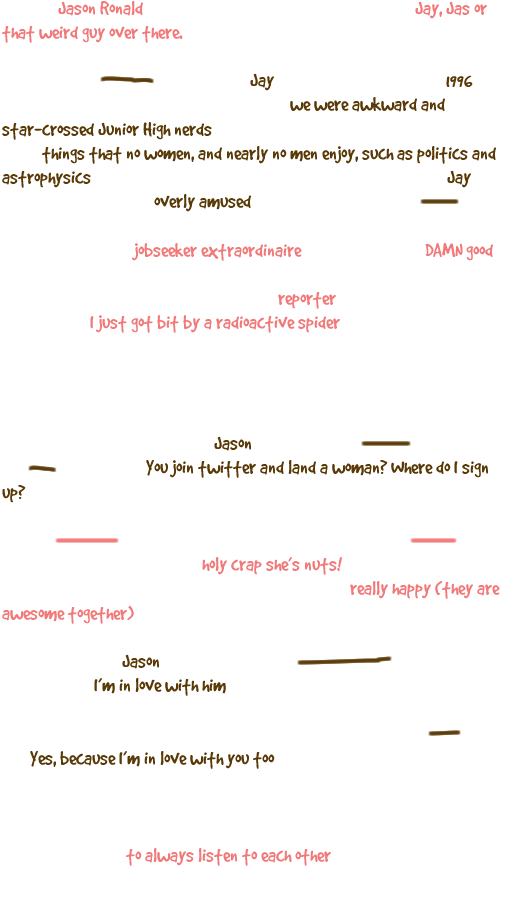 Jason Ronald Jay, Jas or
that weird guy over there.
Jay 1996
we were awkward and
star-crossed Junior High nerds
things that no women, and nearly no men enjoy, such as politics and
astrophysics Jay
overly amused
jobseeker extraordinaire DAMN good
reporter
I just got bit by a radioactive spider
Jason
You join twitter and land a woman? Where do I sign
up?
holy crap she's nuts!
really happy (they are
awesome together)
Jason
I'm in love with him
Yes, because I'm in love with you too
to always listen to each other